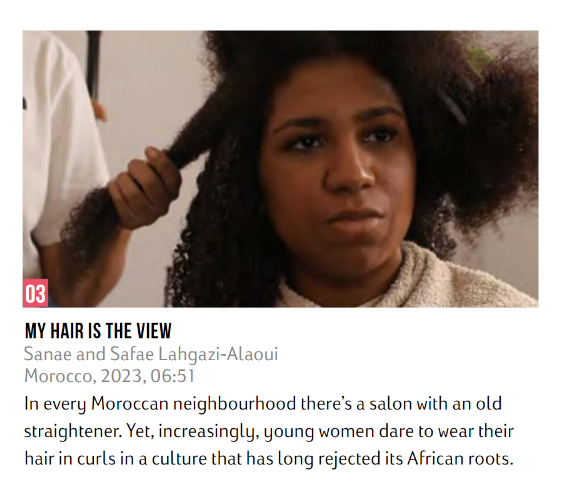 03
MY HAIR IS THE VIEW
Sanae and Safae Lahgazi-Alaoui
Morocco, 2023, 06:51
In every Moroccan neighbourhood there's a salon with an old
straightener. Yet, increasingly, young women dare to wear their
hair in curls in a culture that has long rejected its African roots.